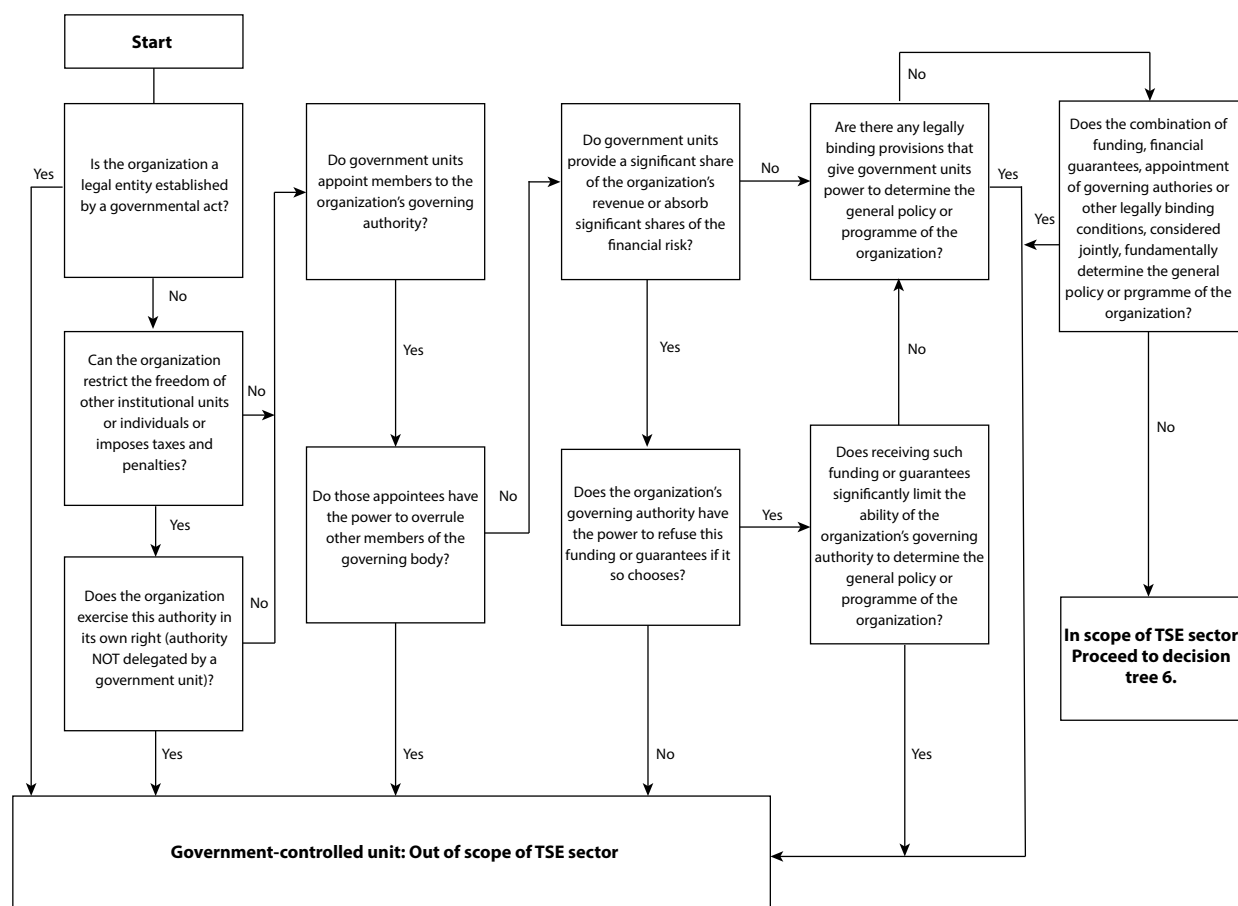 Start
Is the organization a
legal entity established
by a governmental act?
Yes
No
Can the organization
restrict the freedom of
other institutional units
or individuals or
imposes taxes and
penalties?
No
Yes
Does the organization
exercise this authority in
its own right (authority
NOT delegated by a
government unit)?
No
Yes
Do government units
appoint members to the
organization's governing
authority?
Yes
Do those appointees have
the power to overrule
other members of the
governing body?
No
Yes
Do government units
provide a significant share
of the organization's
revenue or absorb
significant shares of the
financial risk?
No
Yes
Does the organization's
governing authority have
the power to refuse this
funding or guarantees if it
so chooses?
Yes
No
Are there any legally
binding provisions that
give government units
power to determine the
general policy or
programme of the
organization?
No
Yes
No
Does receiving such
funding or guarantees
significantly limit the
ability of the
organization's governing
authority to determine the
general policy or
programme of the
organization?
Yes
Does the combination of
funding, financial
guarantees, appointment
of governing authories or
other legally binding
conditions, considered
jointly, fundamentally
determine the general
policy or prgramme of the
organization?
Yes
No
In scope of TSE sector
Proceed to decision
tree 6.
Government-controlled unit: Out of scope of TSE sector